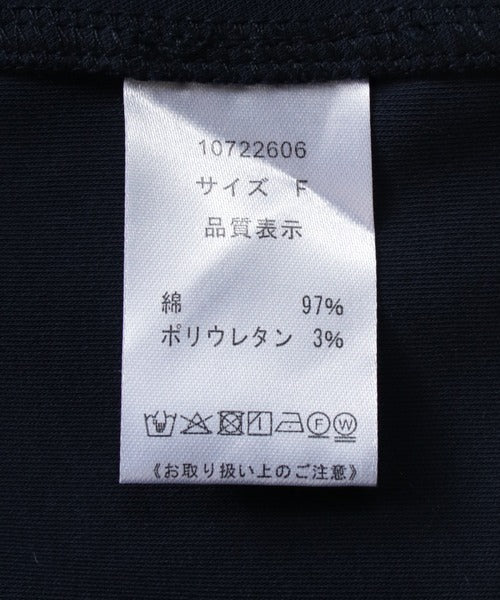 10722606
サイズ F
品質表示
綿 97%
ポリウレタン 3%
F W
《お取り扱い上のご注意》